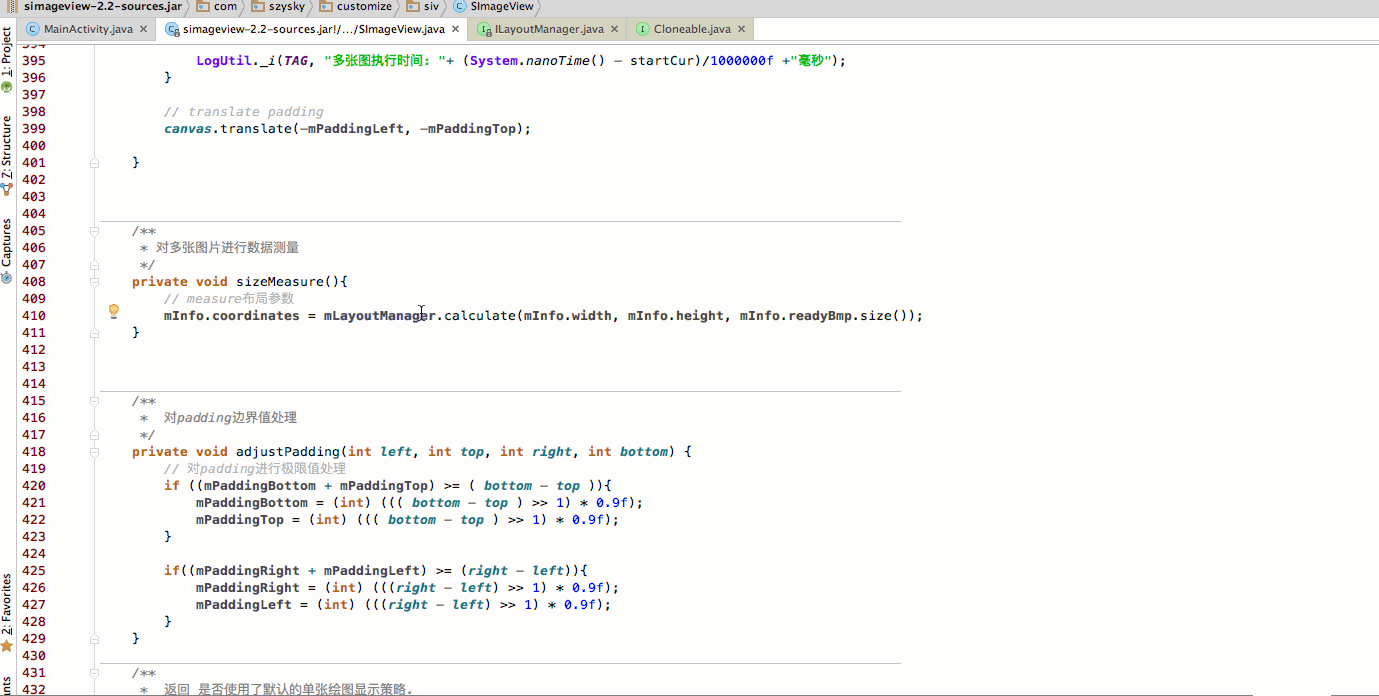 simageview-2.2-sources.jar com szysky customize siv SImageView
MainActivity.java simageview-2.2-sources.jar!/.../SImageView.java ILayoutManager.java Cloneable.java
1: Project
7: Structure
Captures
2: Favorites
394
395 LogUtil._i(TAG, "多张图执行时间: "+ (System.nanoTime() - startCur)/1000000f +"毫秒");
396 }
397
398 // translate padding
399 canvas.translate(-mPaddingLeft, -mPaddingTop);
400
401 }
402
403
404
405 /**
406 * 对多张图片进行数据测量
407 */
408 private void sizeMeasure(){
409 // measure布局参数
410 mInfo.coordinates = mLayoutManager.calculate(mInfo.width, mInfo.height, mInfo.readyBmp.size());
411 }
412
413
414
415 /**
416 * 对padding边界值处理
417 */
418 private void adjustPadding(int left, int top, int right, int bottom) {
419 // 对padding进行极限值处理
420 if ((mPaddingBottom + mPaddingTop) >= ( bottom - top )){
421 mPaddingBottom = (int) ((( bottom - top ) >> 1) * 0.9f);
422 mPaddingTop = (int) ((( bottom - top ) >> 1) * 0.9f);
423 }
424
425 if((mPaddingRight + mPaddingLeft) >= (right - left)){
426 mPaddingRight = (int) (((right - left) >> 1) * 0.9f);
427 mPaddingLeft = (int) (((right - left) >> 1) * 0.9f);
428 }
429 }
430
431 /**
432 * 返回 是否使用了默认的单张绘图显示策略.